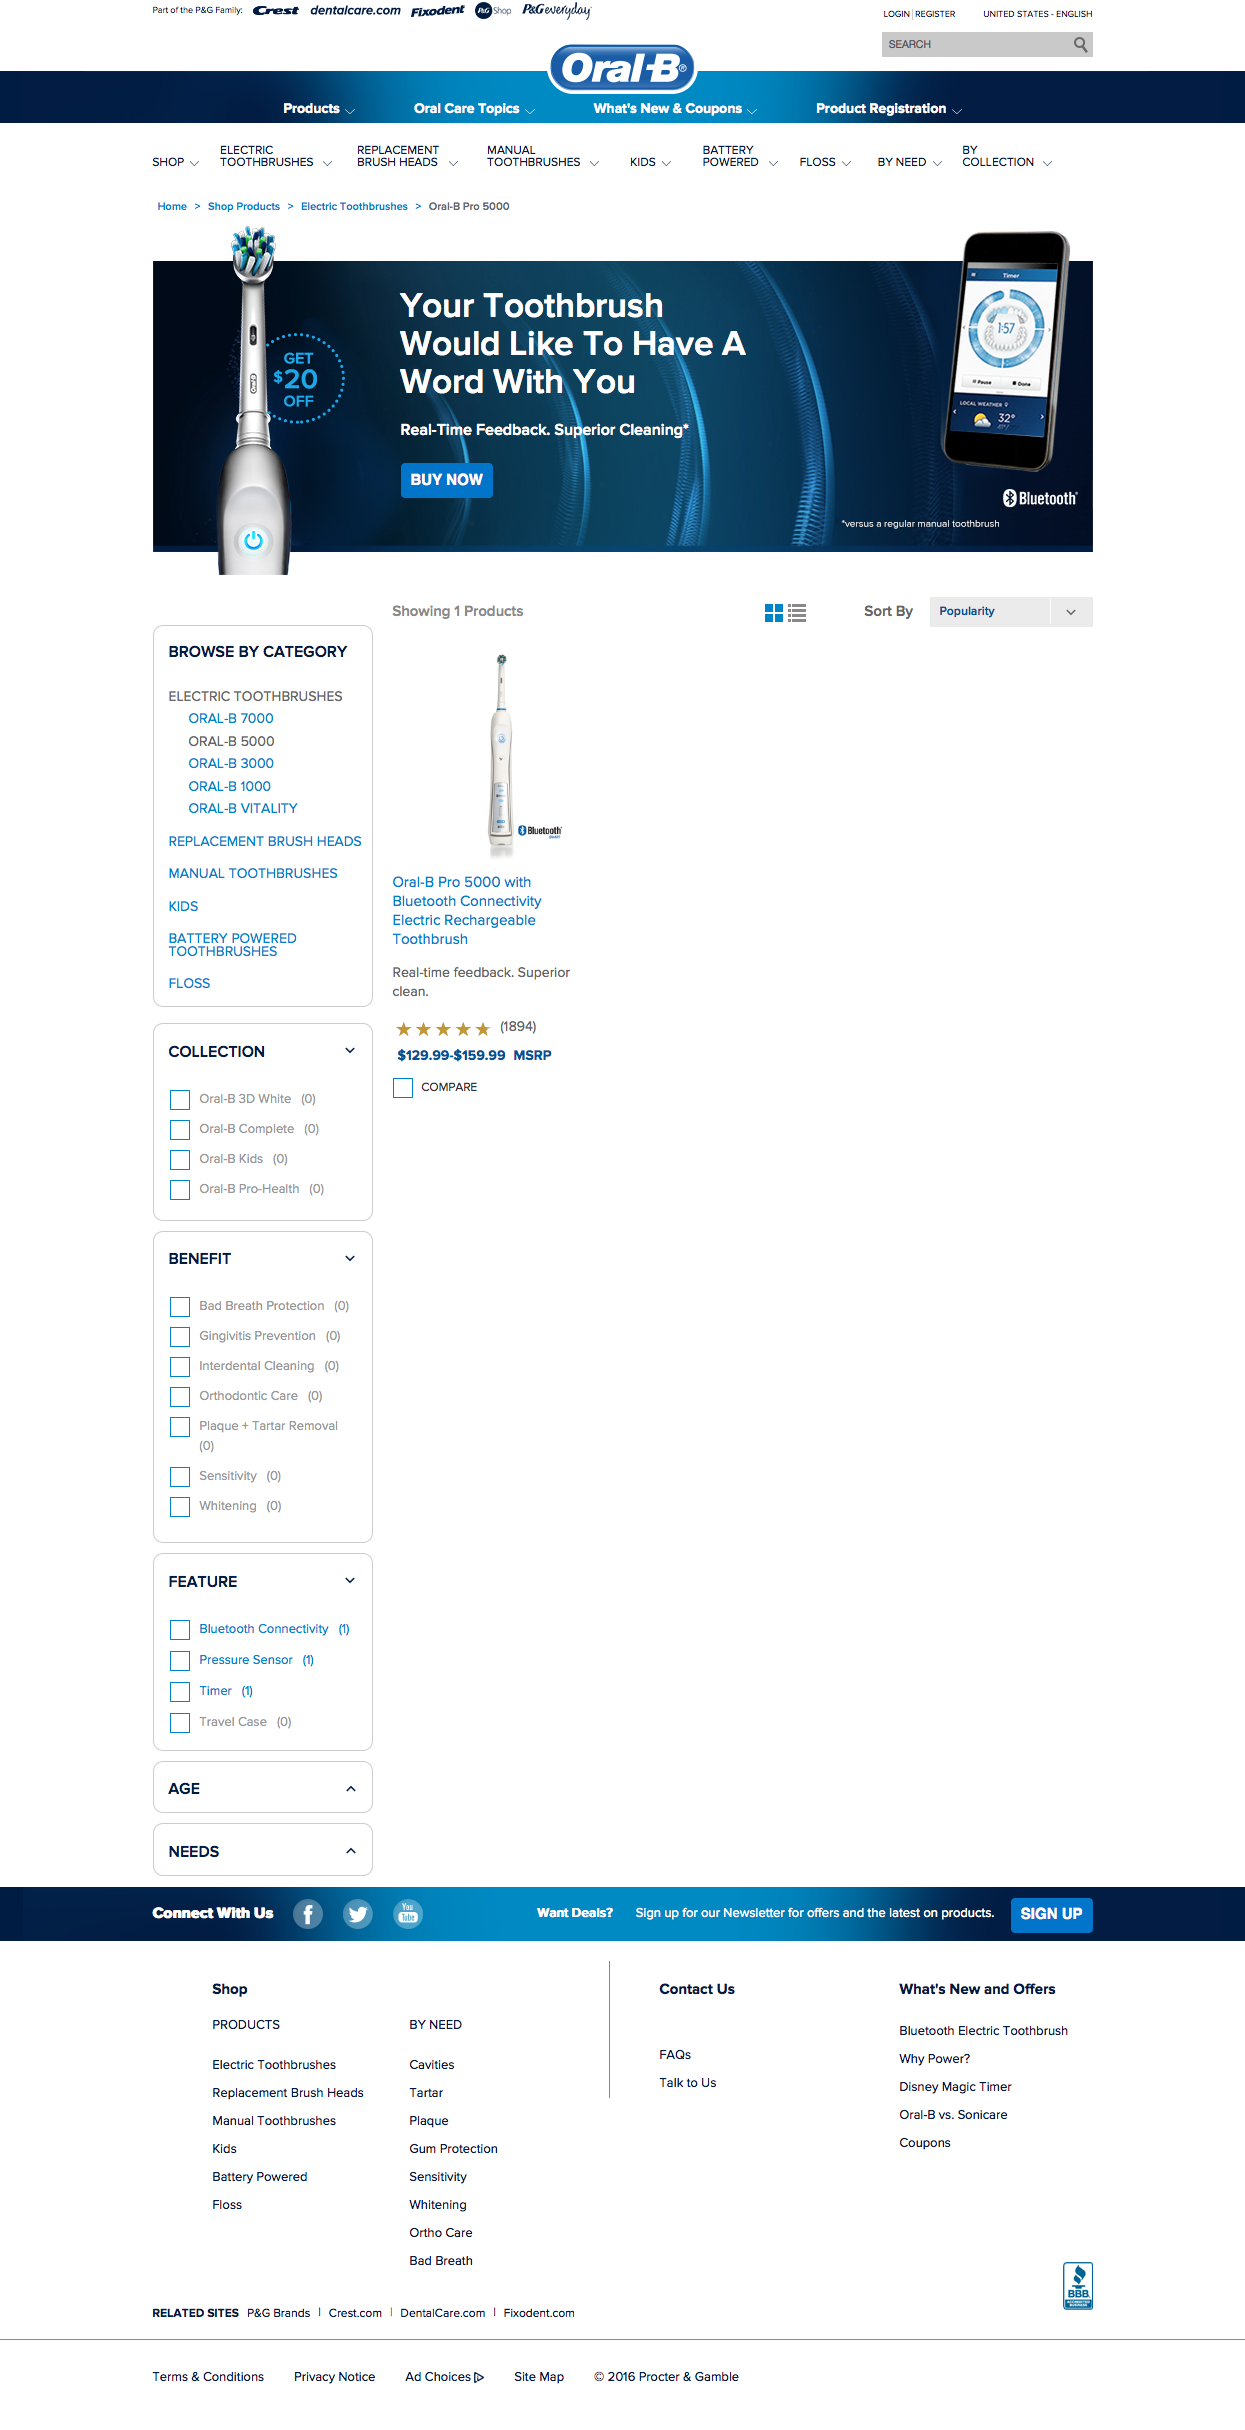 Part of the P&G Family: Crest dentalcare.com Fixodent P&G Shop P&G everyday
LOGIN | REGISTER UNITED STATES - ENGLISH
SEARCH
Oral-B®
Products Oral Care Topics What's New & Coupons Product Registration
SHOP
ELECTRIC
TOOTHBRUSHES
REPLACEMENT
BRUSH HEADS
MANUAL
TOOTHBRUSHES
KIDS
BATTERY
POWERED
FLOSS
BY NEED
BY
COLLECTION
Home > Shop Products > Electric Toothbrushes > Oral-B Pro 5000
Oral-B
GET
$20
OFF
Your Toothbrush
Would Like To Have A
Word With You
Real-Time Feedback. Superior Cleaning*
BUY NOW
Timer
1:57
Pause Done
LOCAL WEATHER
32°
Bluetooth®
*versus a regular manual toothbrush
Showing 1 Products
Sort By Popularity
BROWSE BY CATEGORY
ELECTRIC TOOTHBRUSHES
ORAL-B 7000
ORAL-B 5000
ORAL-B 3000
ORAL-B 1000
ORAL-B VITALITY
REPLACEMENT BRUSH HEADS
MANUAL TOOTHBRUSHES
KIDS
BATTERY POWERED
TOOTHBRUSHES
FLOSS
Bluetooition
Oral-B Pro 5000 with
Bluetooth Connectivity
Electric Rechargeable
Toothbrush
Real-time feedback. Superior
clean.
(1894)
$129.99-$159.99 MSRP
COMPARE
COLLECTION
Oral-B 3D White (0)
Oral-B Complete (0)
Oral-B Kids (0)
Oral-B Pro-Health (0)
BENEFIT
Bad Breath Protection (0)
Gingivitis Prevention (0)
Interdental Cleaning (0)
Orthodontic Care (0)
Plaque + Tartar Removal
(0)
Sensitivity (0)
Whitening (0)
FEATURE
Bluetooth Connectivity (1)
Pressure Sensor (1)
Timer (1)
Travel Case (0)
AGE
NEEDS
Connect With Us
You
Tube
Want Deals? Sign up for our Newsletter for offers and the latest on products. SIGN UP
Shop
PRODUCTS
Electric Toothbrushes
Replacement Brush Heads
Manual Toothbrushes
Kids
Battery Powered
Floss
BY NEED
Cavities
Tartar
Plaque
Gum Protection
Sensitivity
Whitening
Ortho Care
Bad Breath
Contact Us
FAQs
Talk to Us
What's New and Offers
Bluetooth Electric Toothbrush
Why Power?
Disney Magic Timer
Oral-B vs. Sonicare
Coupons
BBB
ACCREDITED
BUSINESS
RELATED SITES P&G Brands | Crest.com | DentalCare.com | Fixodent.com
Terms & Conditions Privacy Notice Ad Choices Site Map © 2016 Procter & Gamble